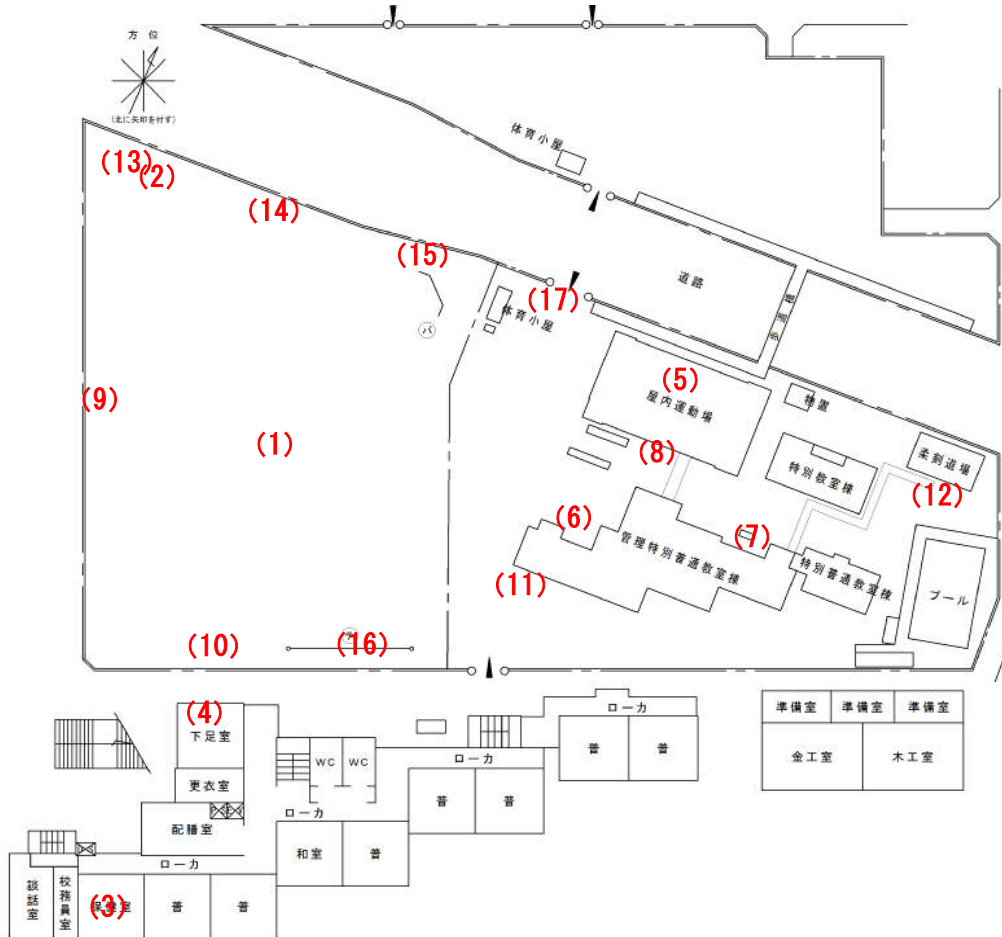 方位
(北に矢印を付す)
体育小屋
(13)
(2)
(14)
(15)
道路
(17)
体育小屋
バ
(5)
屋内運動場
物置
(9)
(1)
(8)
特別教室棟
柔剣道場
(12)
(6)
(7)
管理特別普通教室棟
特別普通教室棟
(11)
プール
(10)
(16)
(4)
下足室
ローカ
準備室 準備室 準備室
WC WC
ローカ
普 普
金工室 木工室
更衣室
ローカ
普 普
配膳室
和室 普
ローカ
談話室
校務員室
(3)
保健室
普 普